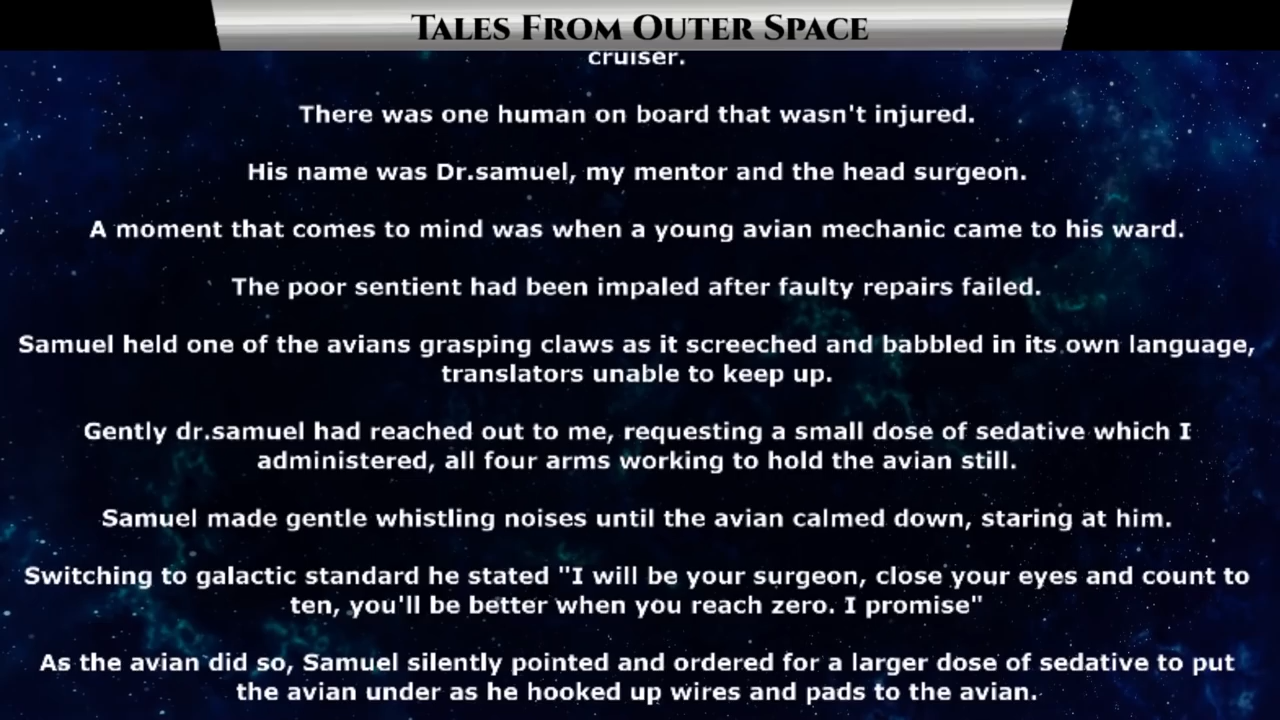 Tales From Outer Space
cruiser.
There was one human on board that wasn't injured.
His name was Dr.samuel, my mentor and the head surgeon.
A moment that comes to mind was when a young avian mechanic came to his ward.
The poor sentient had been impaled after faulty repairs failed.
Samuel held one of the avians grasping claws as it screeched and babbled in its own language,
translators unable to keep up.
Gently dr.samuel had reached out to me, requesting a small dose of sedative which I
administered, all four arms working to hold the avian still.
Samuel made gentle whistling noises until the avian calmed down, staring at him.
Switching to galactic standard he stated "I will be your surgeon, close your eyes and count to
ten, you'll be better when you reach zero. I promise"
As the avian did so, Samuel silently pointed and ordered for a larger dose of sedative to put
the avian under as he hooked up wires and pads to the avian.